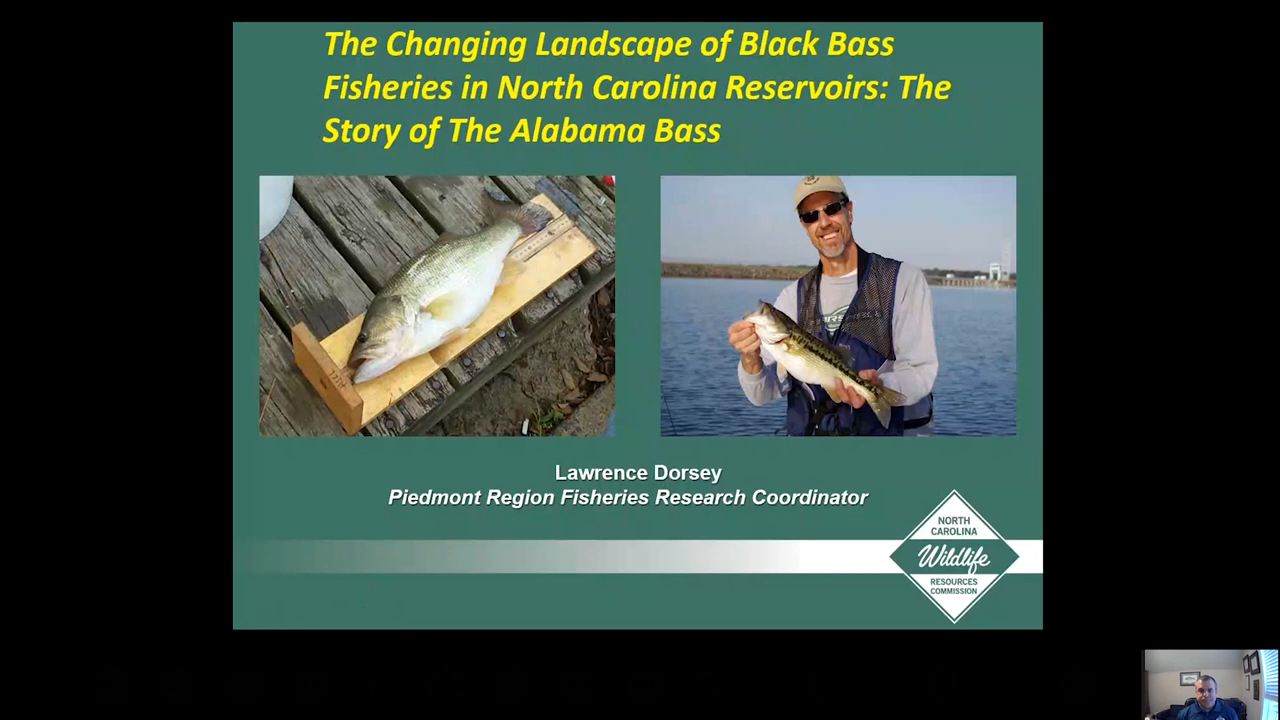 The Changing Landscape of Black Bass
Fisheries in North Carolina Reservoirs: The
Story of The Alabama Bass
Lawrence Dorsey
Piedmont Region Fisheries Research Coordinator
NORTH
CAROLINA
Wildlife
RESOURCES
COMMISSION